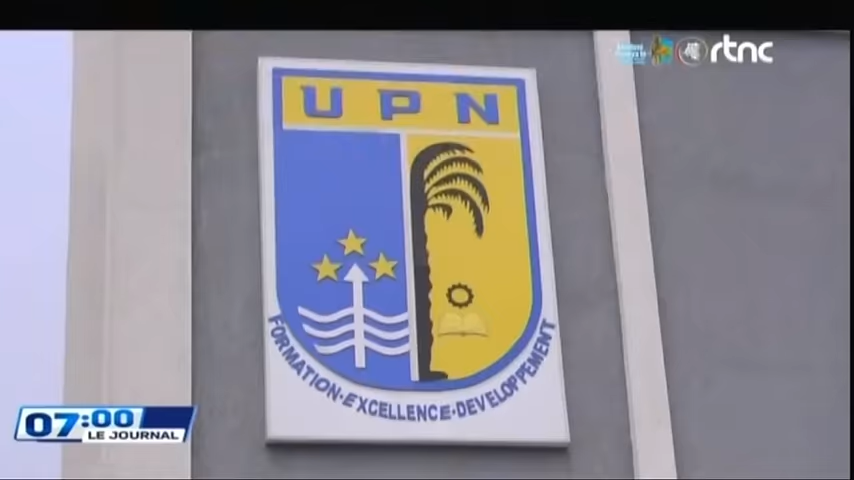 rtnc
UPN
FORMATION-EXCELLENCE-DEVELOPPEMENT
07:00
LE JOURNAL